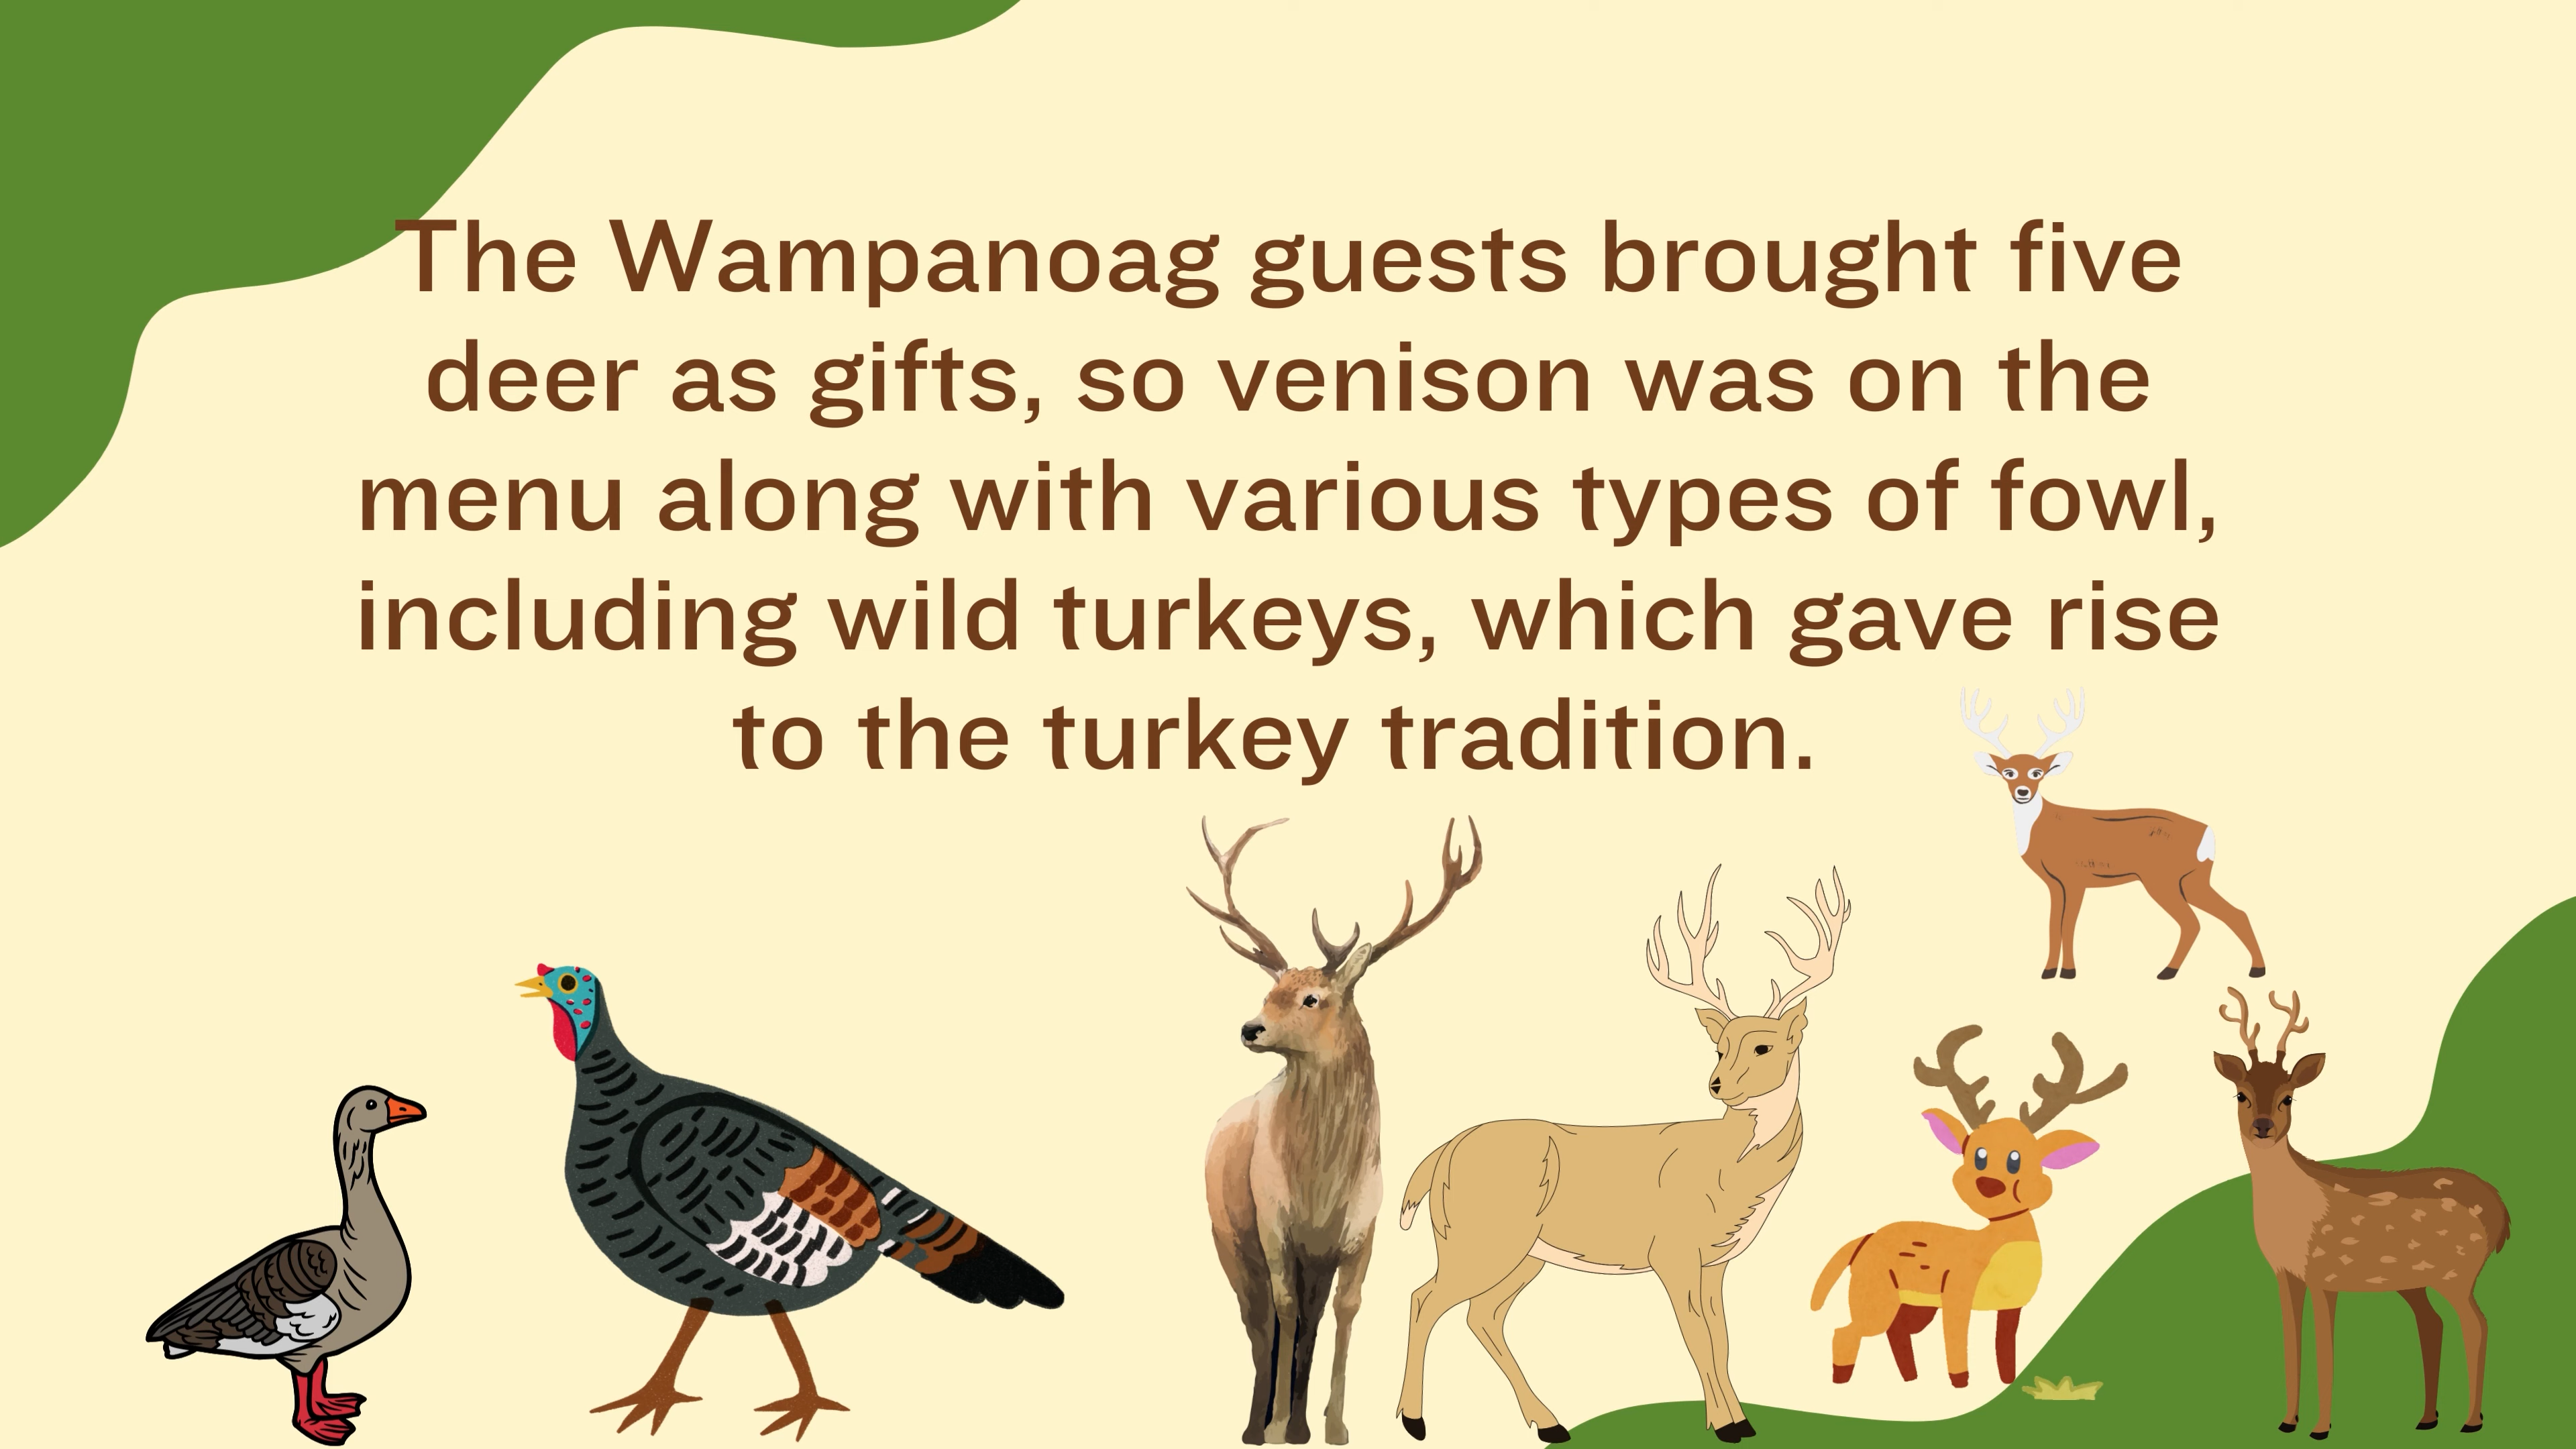 The Wampanoag guests brought five
deer as gifts, so venison was on the
menu along with various types of fowl,
including wild turkeys, which gave rise
to the turkey tradition.